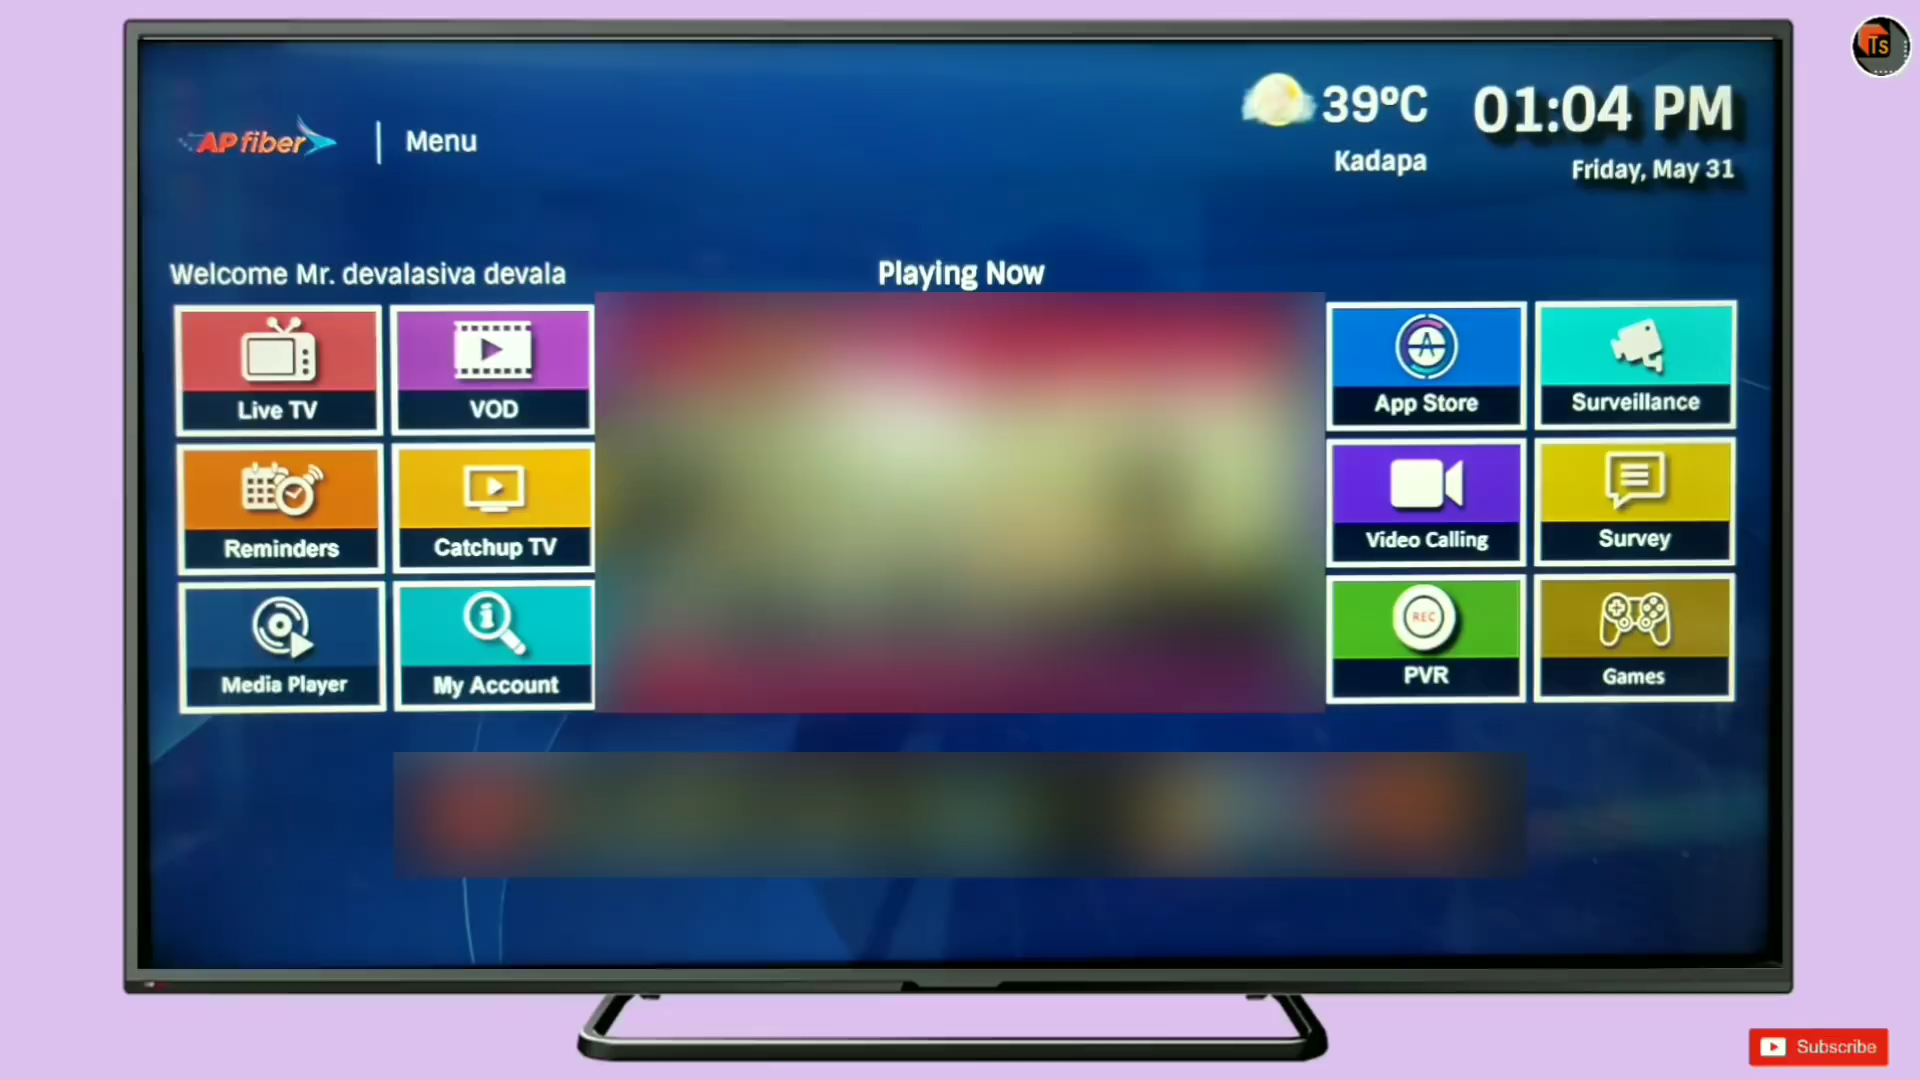 Ts
39°C
01:04 PM
AP fiber
Menu
Kadapa
Friday, May 31
Welcome Mr. devalasiva devala
Playing Now
Live TV
VOD
App Store
Surveillance
Reminders
Catchup TV
Video Calling
Survey
Media Player
My Account
REC
PVR
Games
Subscribe